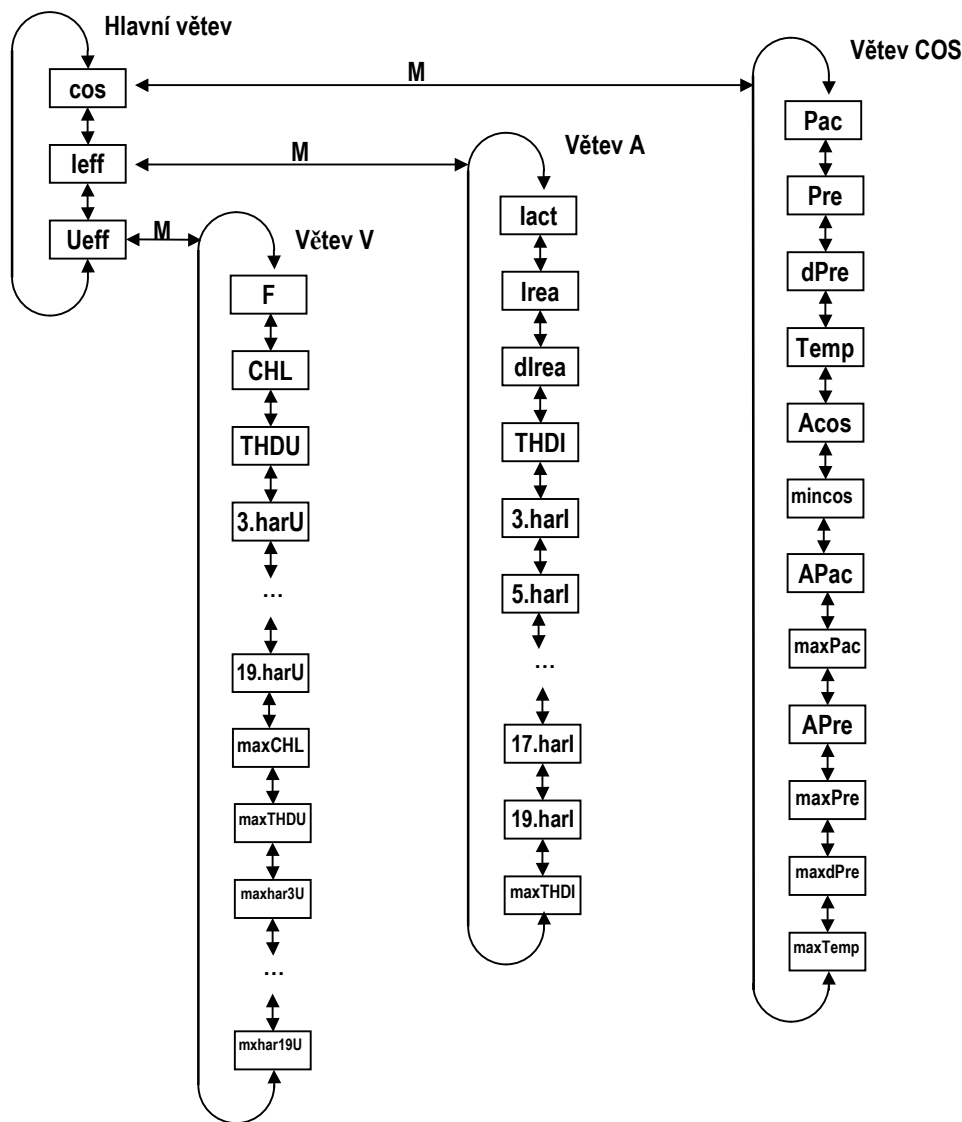 Hlavní větev
cos
Ieff
Ueff
M
M
M
Větev V
F
CHL
THDU
3.harU
...
19.harU
maxCHL
maxTHDU
maxhar3U
...
mxhar19U
Větev A
Iact
Irea
dIrea
THDI
3.harI
5.harI
...
17.harI
19.harI
maxTHDI
Větev COS
Pac
Pre
dPre
Temp
Acos
mincos
APac
maxPac
APre
maxPre
maxdPre
maxTemp